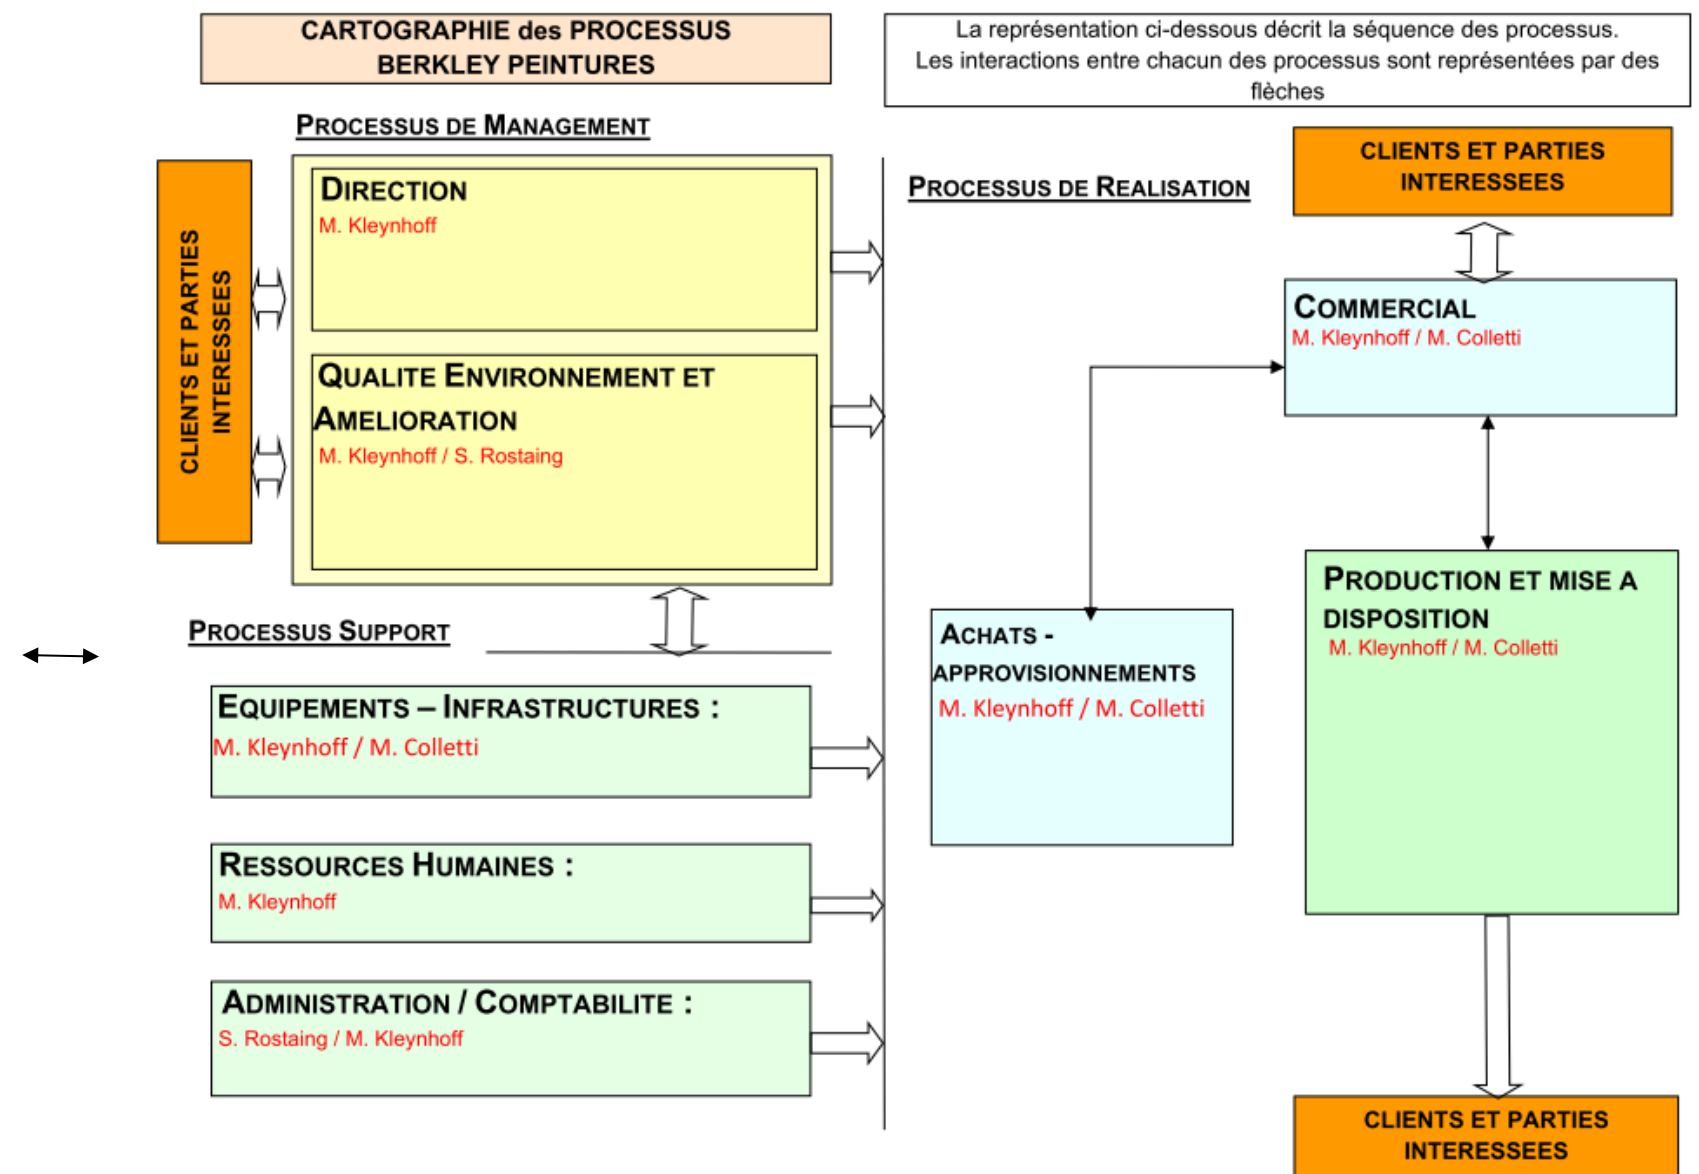 CARTOGRAPHIE des PROCESSUS
BERKLEY PEINTURES
La représentation ci-dessous décrit la séquence des processus.
Les interactions entre chacun des processus sont représentées par des
flèches
PROCESSUS DE MANAGEMENT
CLIENTS ET PARTIES
INTERESSEES
DIRECTION
M. Kleynhoff
QUALITE ENVIRONNEMENT ET
AMELIORATION
M. Kleynhoff / S. Rostaing
PROCESSUS SUPPORT
EQUIPEMENTS – INFRASTRUCTURES :
M. Kleynhoff / M. Colletti
RESSOURCES HUMAINES :
M. Kleynhoff
ADMINISTRATION / COMPTABILITE :
S. Rostaing / M. Kleynhoff
PROCESSUS DE REALISATION
CLIENTS ET PARTIES
INTERESSEES
COMMERCIAL
M. Kleynhoff / M. Colletti
ACHATS -
APPROVISIONNEMENTS
M. Kleynhoff / M. Colletti
PRODUCTION ET MISE A
DISPOSITION
M. Kleynhoff / M. Colletti
CLIENTS ET PARTIES
INTERESSEES